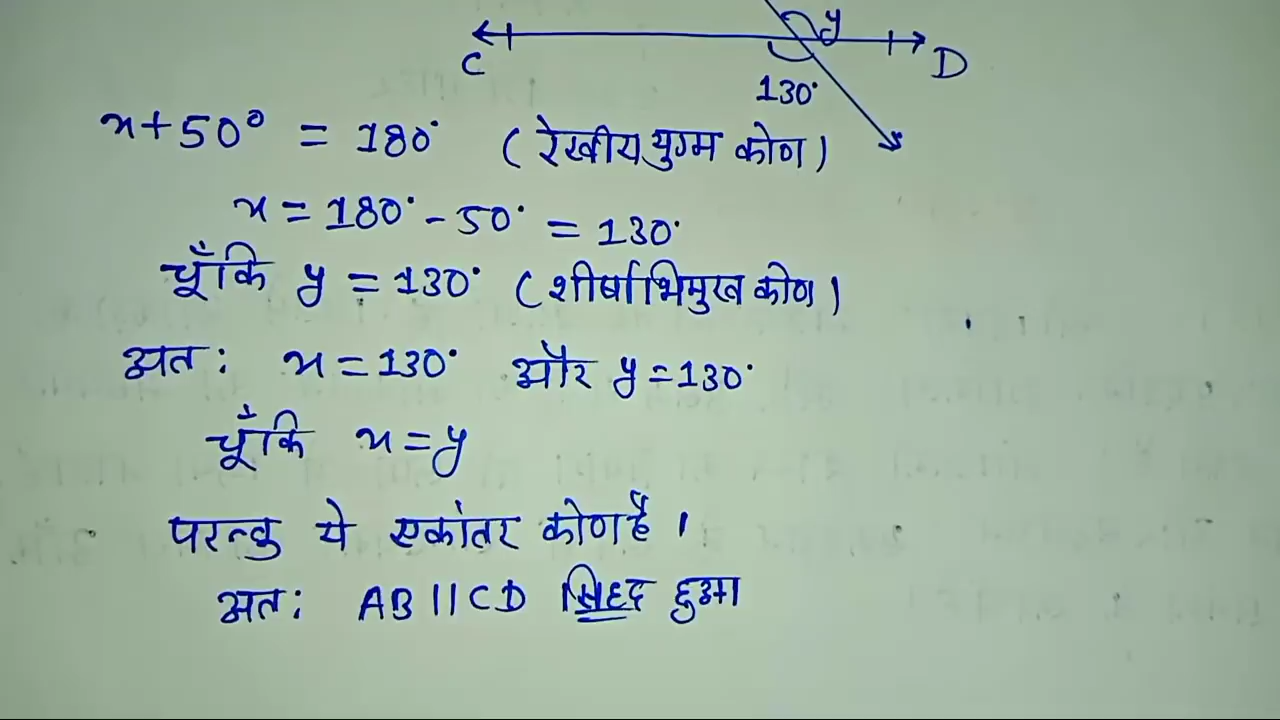 y
C D
130°
x+50° = 180° (रेखीय युग्म कोण)
x = 180° - 50° = 130°
चूँकि y = 130° (शीर्षाभिमुख कोण)
अतः x = 130° और y = 130°
चूँकि x = y
परन्तु ये एकांतर कोण है ।
अतः AB || CD सिद्ध हुआ